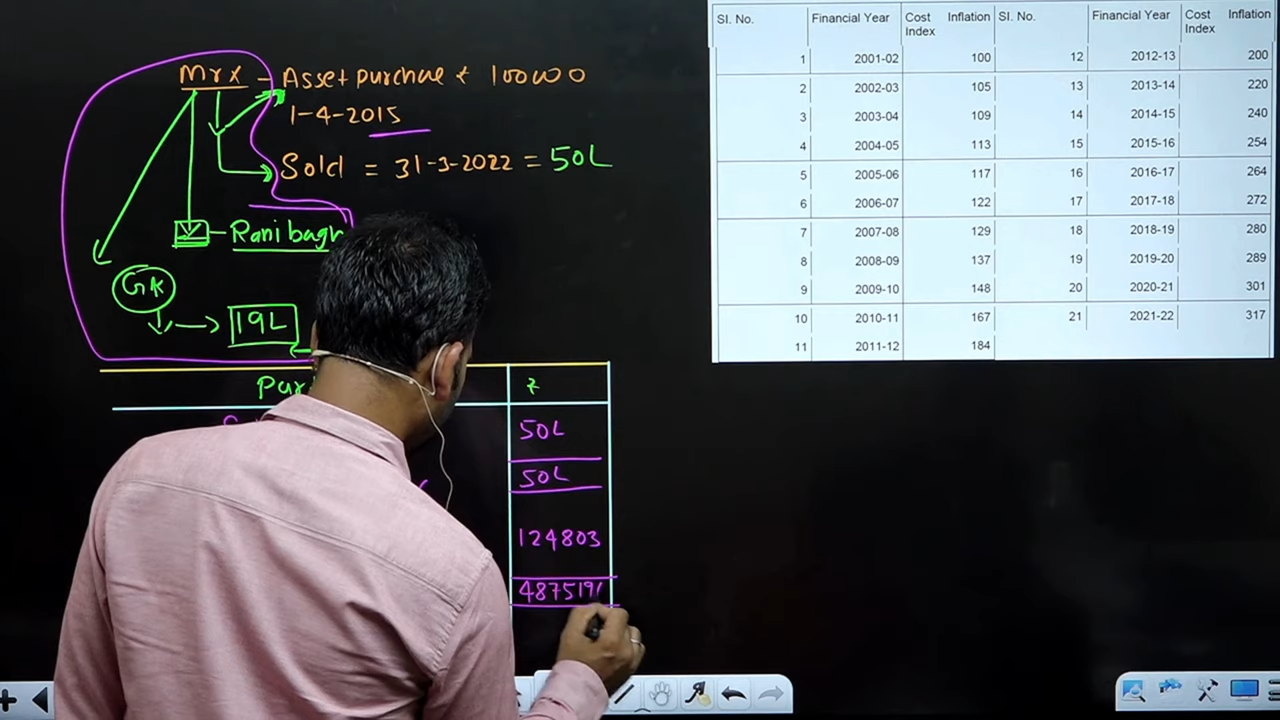 Mr X - Asset purchase ₹ 100000
1-4-2015
Sold = 31-3-2022 = 50L
Rani bagh
GK
19L
₹
50L
50L
124803
SI. No. Financial Year Cost Inflation Index SI. No. Financial Year Cost Inflation Index
1 2001-02 100 12 2012-13 200
2 2002-03 105 13 2013-14 220
3 2003-04 109 14 2014-15 240
4 2004-05 113 15 2015-16 254
5 2005-06 117 16 2016-17 264
6 2006-07 122 17 2017-18 272
7 2007-08 129 18 2018-19 280
8 2008-09 137 19 2019-20 289
9 2009-10 148 20 2020-21 301
10 2010-11 167 21 2021-22 317
11 2011-12 184